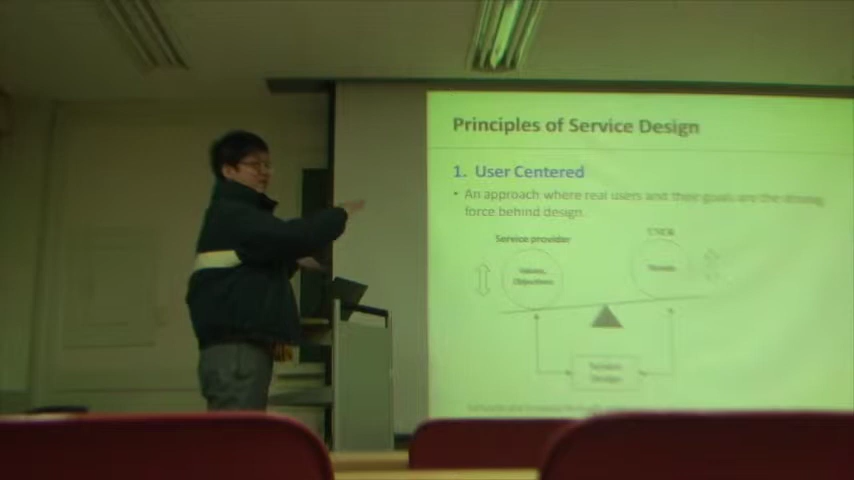 Principles of Service Design
1. User Centered
• An approach where real users and their goals are the driving
force behind design.
Service provider
Values,
Objectives
Needs
Service
Design